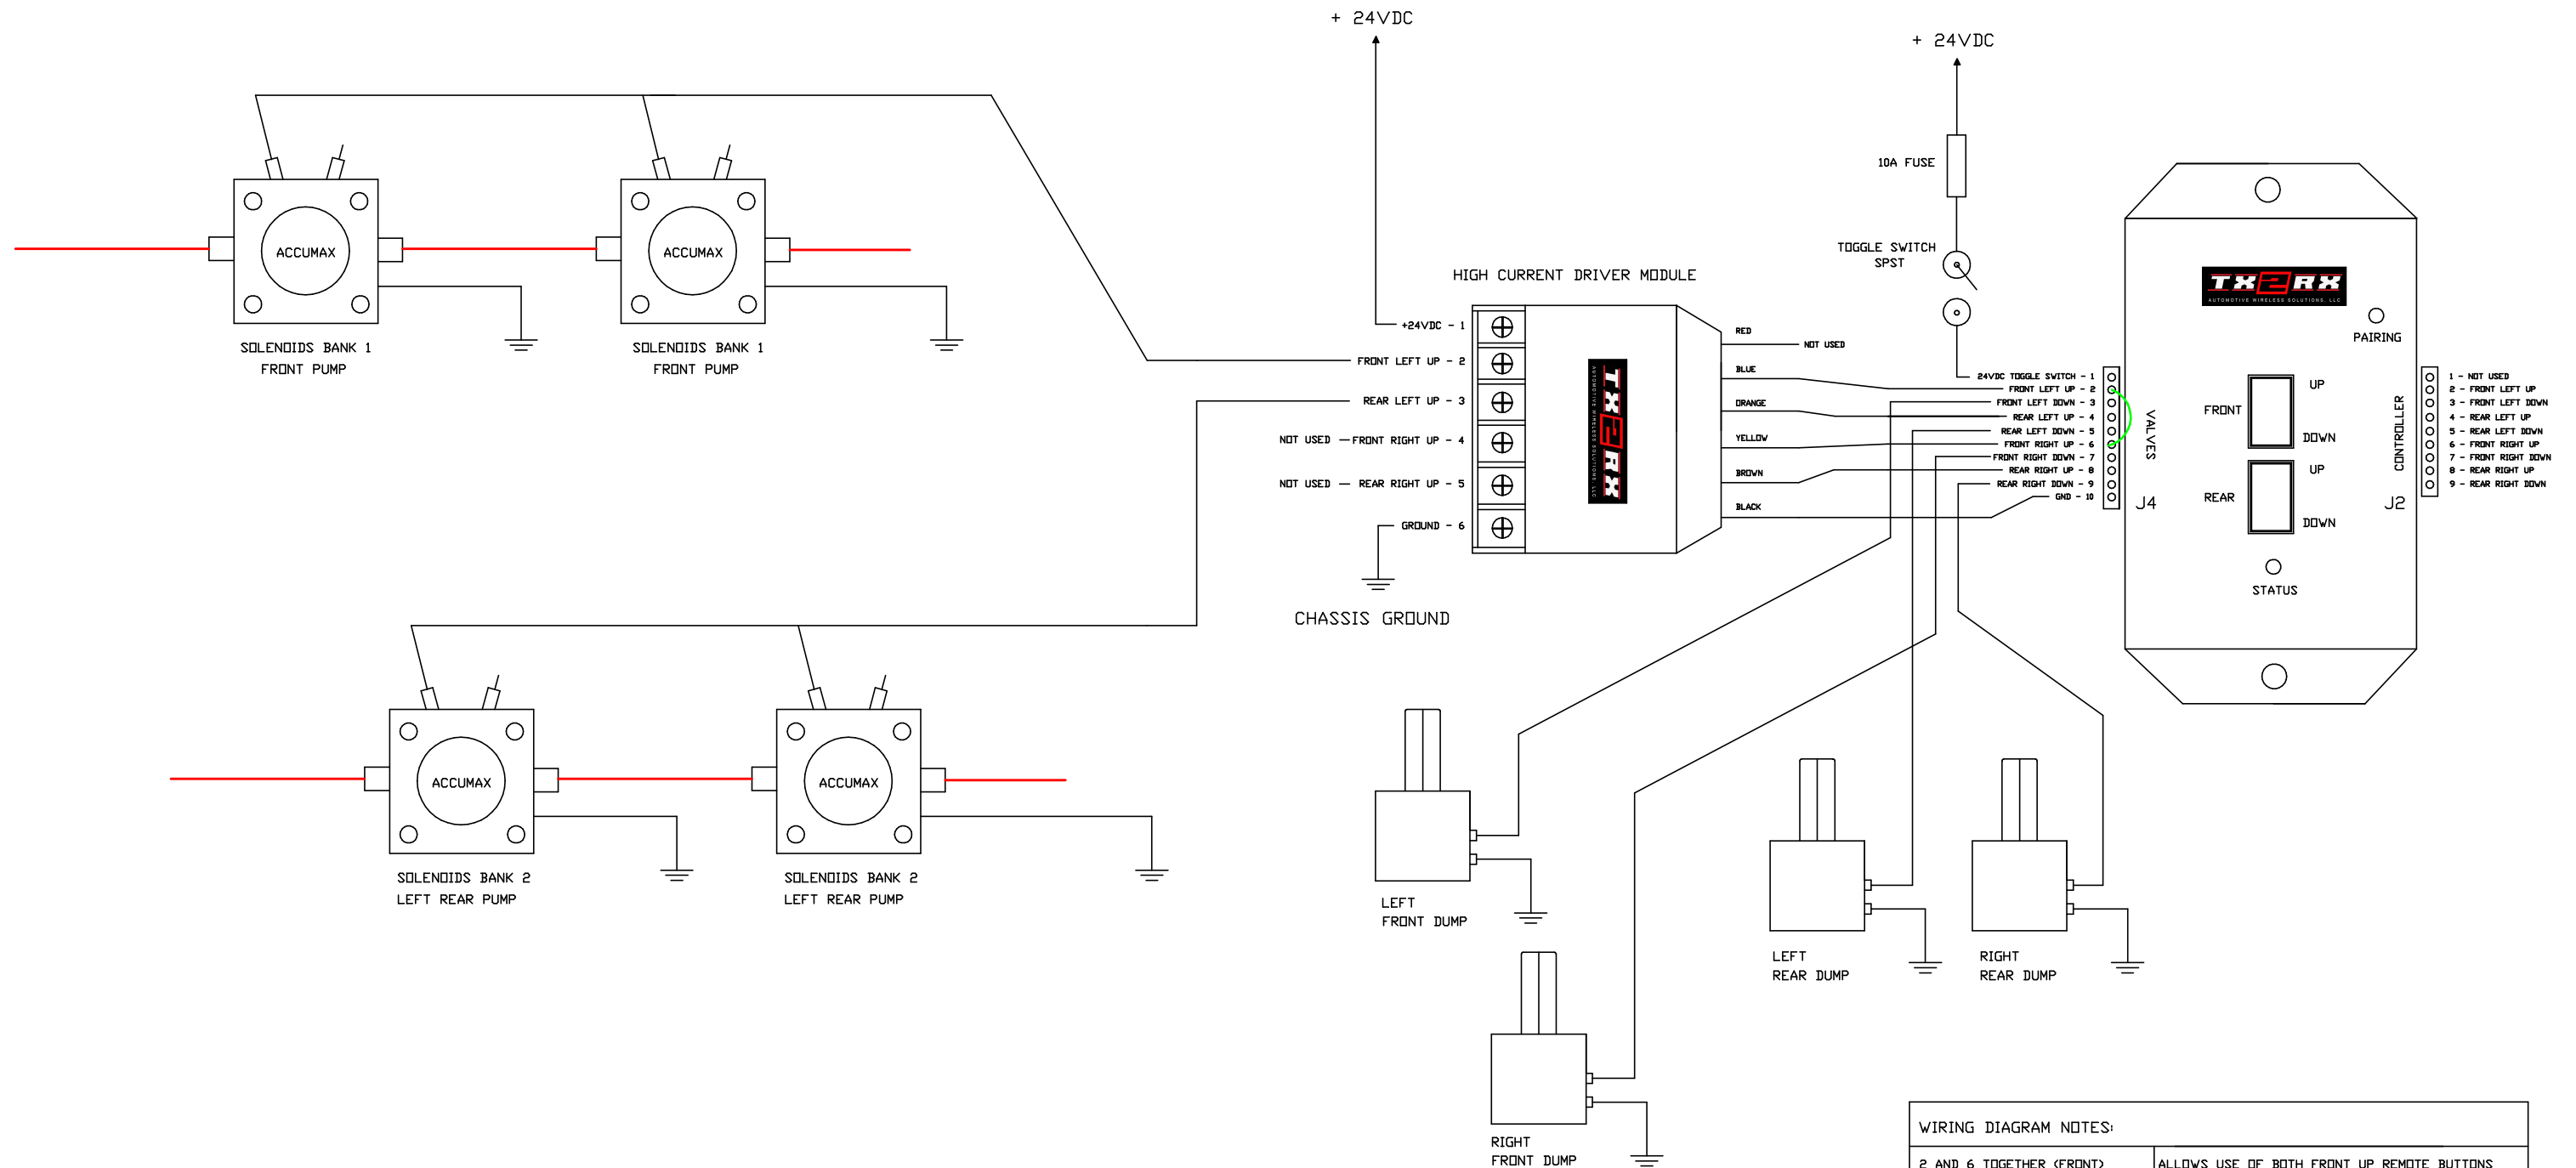 + 24VDC
+ 24VDC
10A FUSE
TOGGLE SWITCH
SPST
ACCUMAX
ACCUMAX
SOLENOIDS BANK 1
FRONT PUMP
SOLENOIDS BANK 1
FRONT PUMP
HIGH CURRENT DRIVER MODULE
+24VDC - 1
FRONT LEFT UP - 2
REAR LEFT UP - 3
NOT USED - FRONT RIGHT UP - 4
NOT USED - REAR RIGHT UP - 5
GROUND - 6
CHASSIS GROUND
TX2RX
AUTOMOTIVE WIRELESS SOLUTIONS, LLC
RED
NOT USED
BLUE
ORANGE
YELLOW
BROWN
BLACK
24VDC TOGGLE SWITCH - 1
FRONT LEFT UP - 2
FRONT LEFT DOWN - 3
REAR LEFT UP - 4
REAR LEFT DOWN - 5
FRONT RIGHT UP - 6
FRONT RIGHT DOWN - 7
REAR RIGHT UP - 8
REAR RIGHT DOWN - 9
GND - 10
VALVES
J4
TX2RX
AUTOMOTIVE WIRELESS SOLUTIONS, LLC
PAIRING
FRONT
UP
DOWN
REAR
UP
DOWN
STATUS
CONTROLLER
J2
1 - NOT USED
2 - FRONT LEFT UP
3 - FRONT LEFT DOWN
4 - REAR LEFT UP
5 - REAR LEFT DOWN
6 - FRONT RIGHT UP
7 - FRONT RIGHT DOWN
8 - REAR RIGHT UP
9 - REAR RIGHT DOWN
ACCUMAX
ACCUMAX
SOLENOIDS BANK 2
LEFT REAR PUMP
SOLENOIDS BANK 2
LEFT REAR PUMP
LEFT
FRONT DUMP
LEFT
REAR DUMP
RIGHT
REAR DUMP
RIGHT
FRONT DUMP
WIRING DIAGRAM NOTES:
2 AND 6 TOGETHER (FRONT)
ALLOWS USE OF BOTH FRONT UP REMOTE BUTTONS